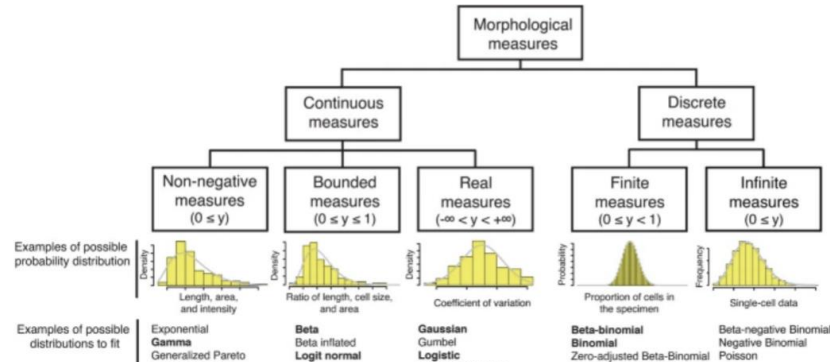 Morphological
measures
Continuous
measures
Discrete
measures
Non-negative
measures
(0 ≤ y)
Bounded
measures
(0 ≤ y ≤ 1)
Real
measures
(-∞ < y < +∞)
Finite
measures
(0 ≤ y < 1)
Infinite
measures
(0 ≤ y)
Examples of possible
probability distribution
Density
Length, area,
and intensity
Density
Ratio of length, cell size,
and area
Density
Coefficient of variation
Probability
Proportion of cells in
the specimen
Frequency
Single-cell data
Examples of possible
distributions to fit
Exponential
Gamma
Generalized Pareto
Beta
Beta inflated
Logit normal
Gaussian
Gumbel
Logistic
Beta-binomial
Binomial
Zero-adjusted Beta-Binomial
Beta-negative Binomial
Negative Binomial
Poisson